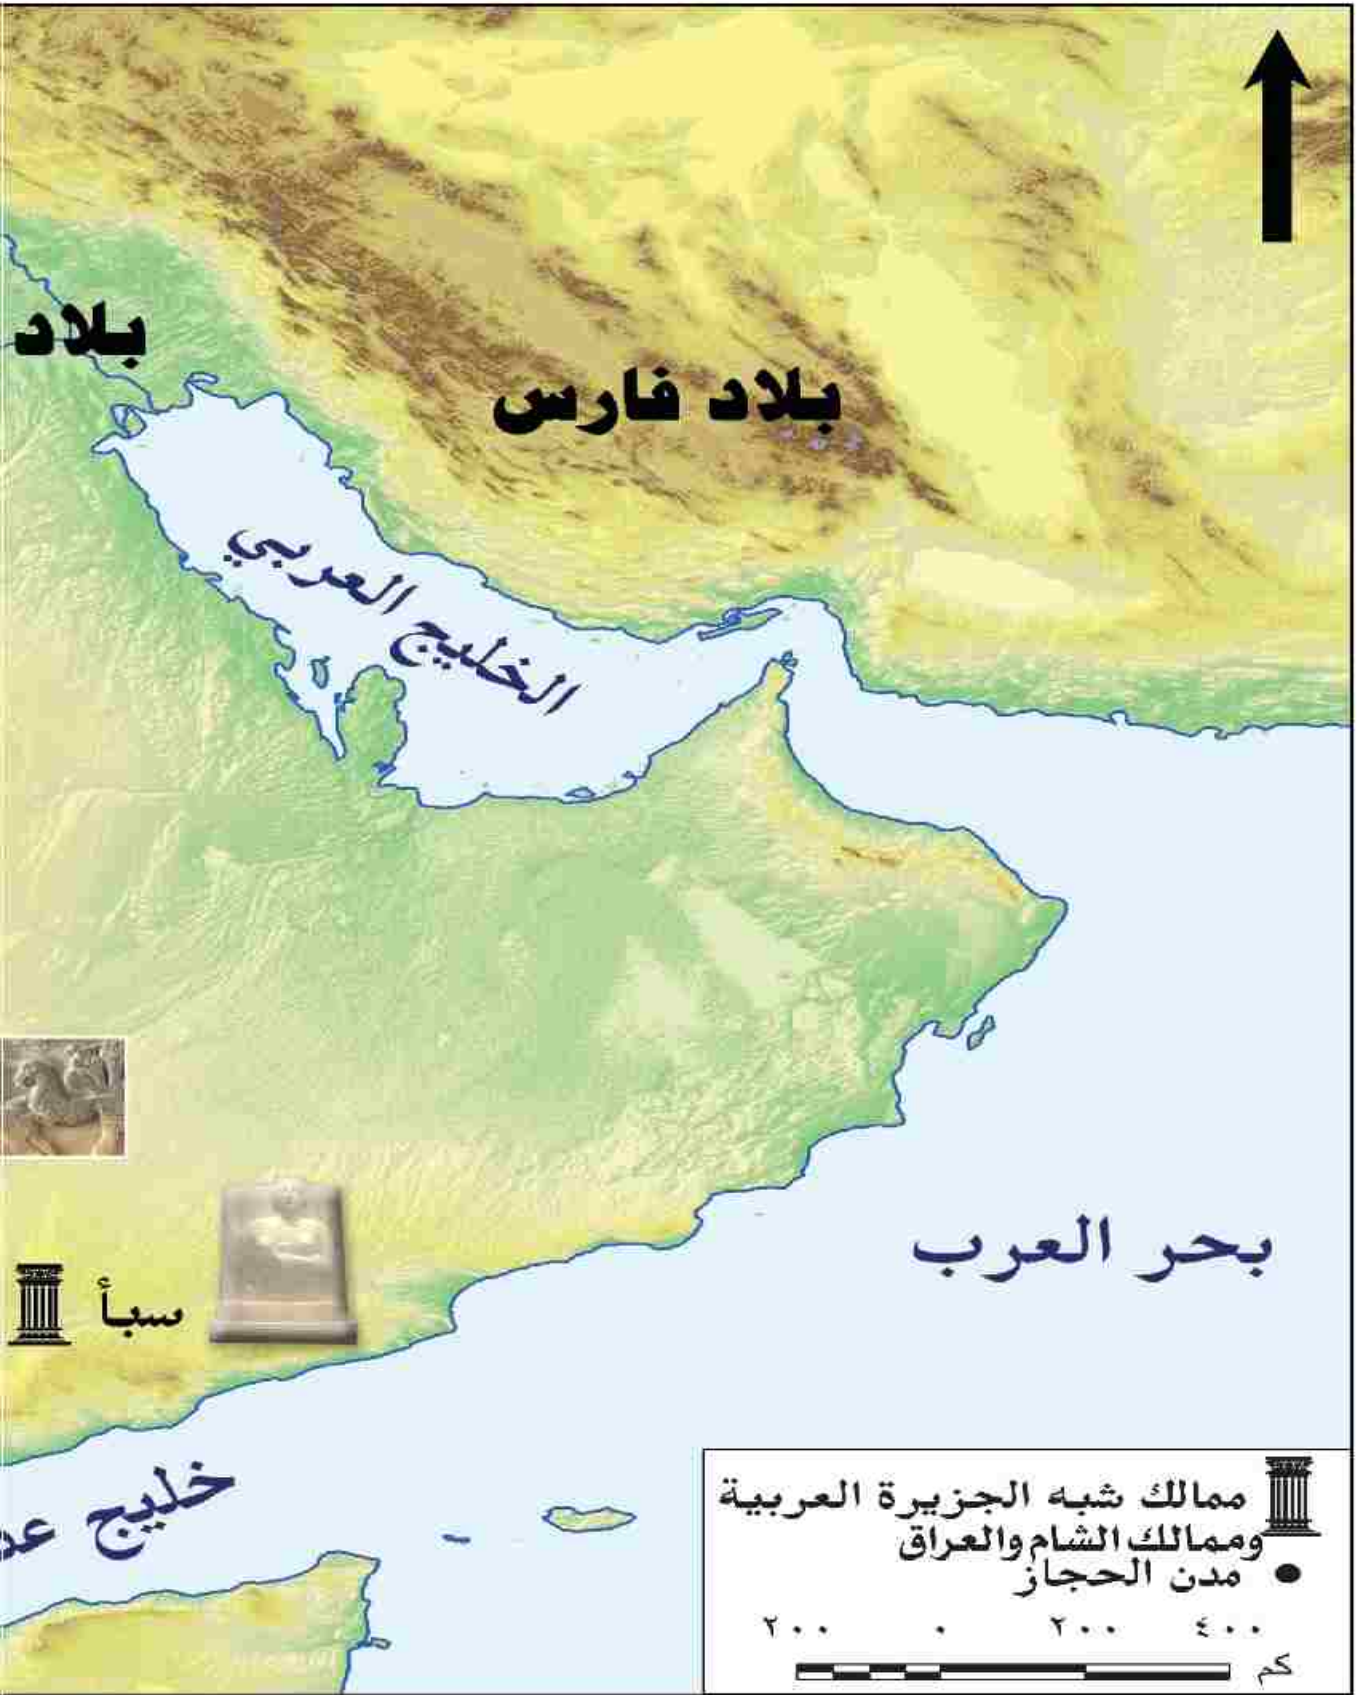 بلاد
بلاد فارس
الخليج العربي
بحر العرب
سبأ
خليج عد
ممالك شبه الجزيرة العربية
وممالك الشام والعراق
مدن الحجاز
٢٠٠ ٠ ٢٠٠ ٤٠٠
كم